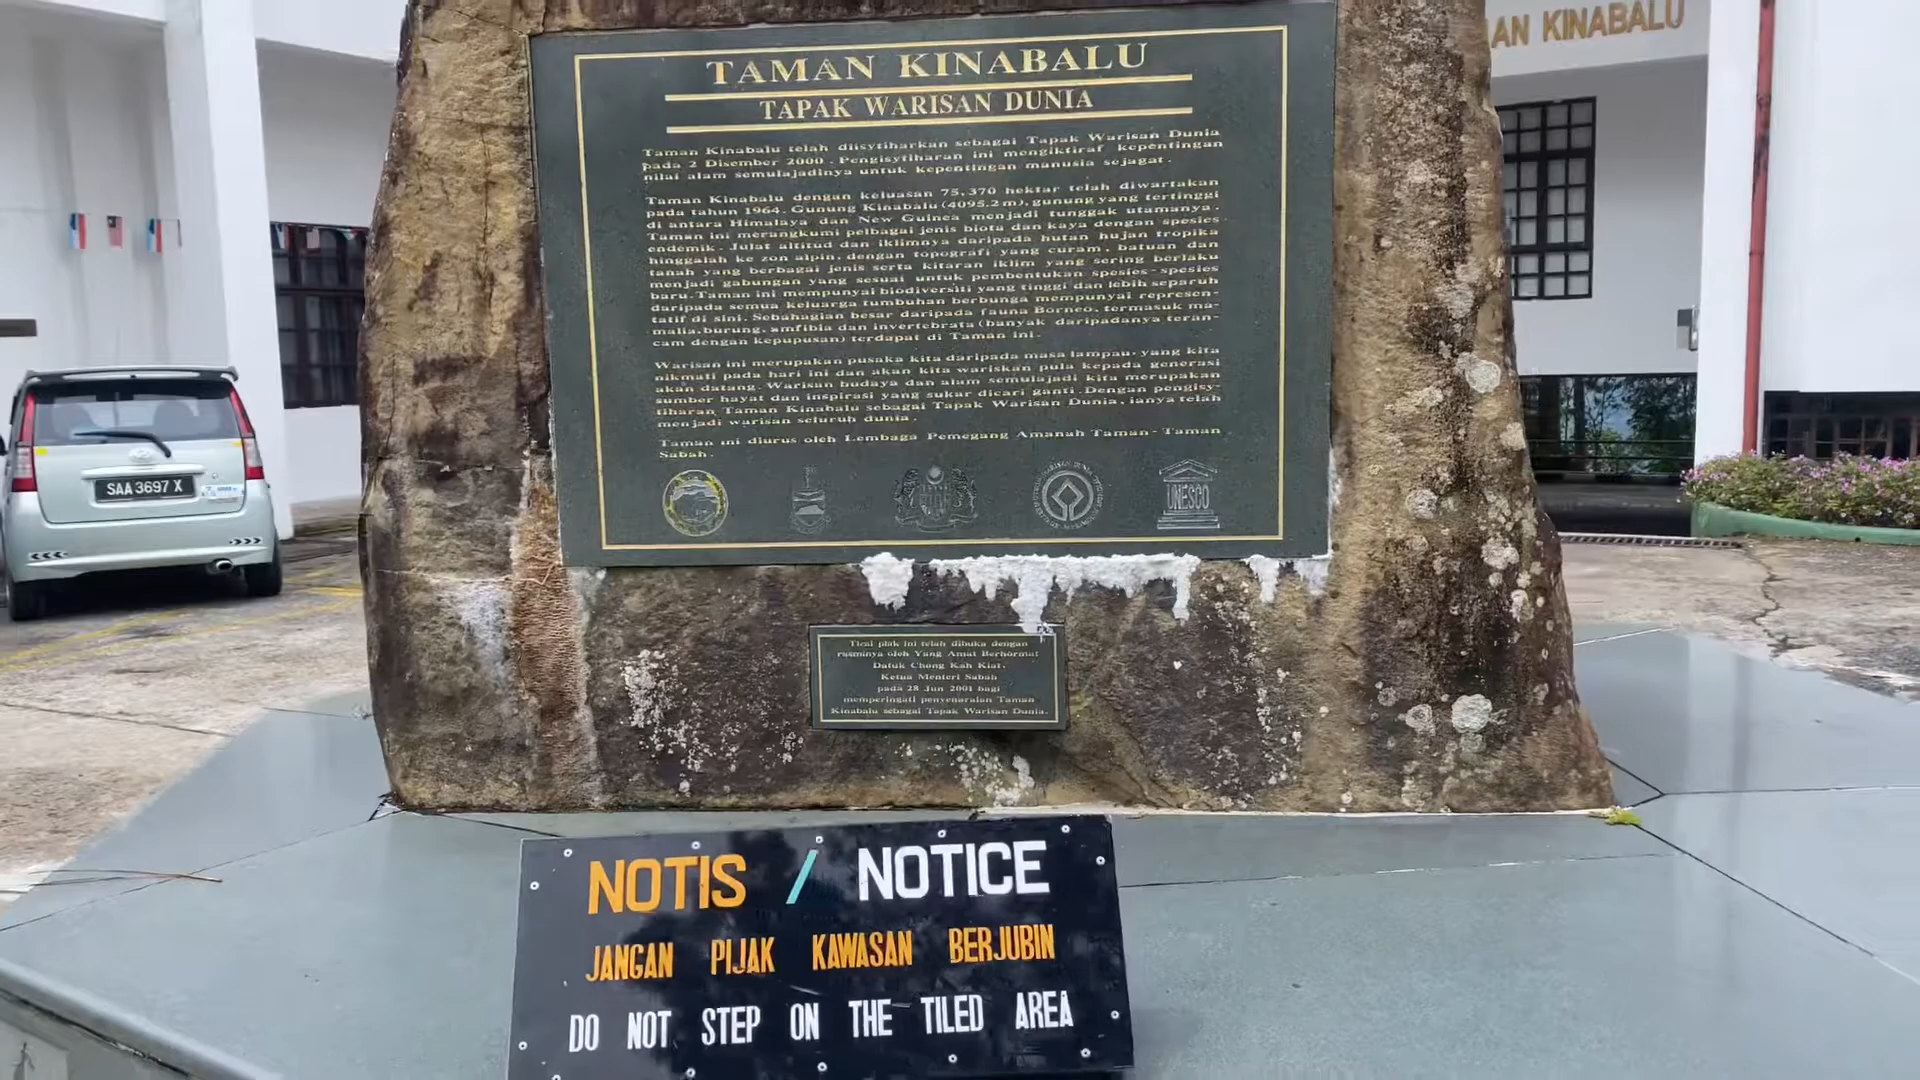 TAMAN KINABALU
TAPAK WARISAN DUNIA
Taman Kinabalu telah diisytiharkan sebagai Tapak Warisan Dunia
pada 2 Disember 2000. Pengisytiharan ini mengiktiraf kepentingan
nilai alam semulajadinya untuk kepentingan manusia sejagat.
Taman Kinabalu dengan keluasan 75,370 hektar telah diwartakan
pada tahun 1964. Gunung Kinabalu (4095.2m), gunung yang tertinggi
di antara Himalaya dan New Guinea menjadi tunggak utamanya.
Taman ini merangkumi pelbagai jenis biota dan kaya dengan spesies
endemik. Julat altitud dan iklimnya daripada hutan hujan tropika
hinggalah ke zon alpin, dengan topografi yang curam, batuan dan
tanah yang berbagai jenis serta kitaran iklim yang sering berlaku
menjadi gabungan yang sesuai untuk pembentukan spesies-spesies
baru. Taman ini mempunyai biodiversiti yang tinggi dan lebih separuh
daripada semua keluarga tumbuhan berbunga mempunyai represen-
tatif di sini. Sebahagian besar daripada fauna Borneo, termasuk ma-
malia, burung, amfibia dan invertebrata (banyak daripadanya teran-
cam dengan kepupusan) terdapat di Taman ini.
Warisan ini merupakan pusaka kita daripada masa lampau, yang kita
nikmati pada hari ini dan akan kita wariskan pula kepada generasi
akan datang. Warisan budaya dan alam semulajadi kita merupakan
sumber hayat dan inspirasi yang sukar dicari ganti. Dengan pengisy-
tiharan Taman Kinabalu sebagai Tapak Warisan Dunia, ianya telah
menjadi warisan seluruh dunia.
Taman ini diurus oleh Lembaga Pemegang Amanah Taman-Taman
Sabah.
UNESCO
Tirai plak ini telah dibuka dengan
rasminya oleh Yang Amat Berhormat
Datuk Chong Kah Kiat,
Ketua Menteri Sabah
pada 28 Jun 2001 bagi
memperingati penyenaraian Taman
Kinabalu sebagai Tapak Warisan Dunia.
NOTIS / NOTICE
JANGAN PIJAK KAWASAN BERJUBIN
DO NOT STEP ON THE TILED AREA
SAA 3697 X
AN KINABALU